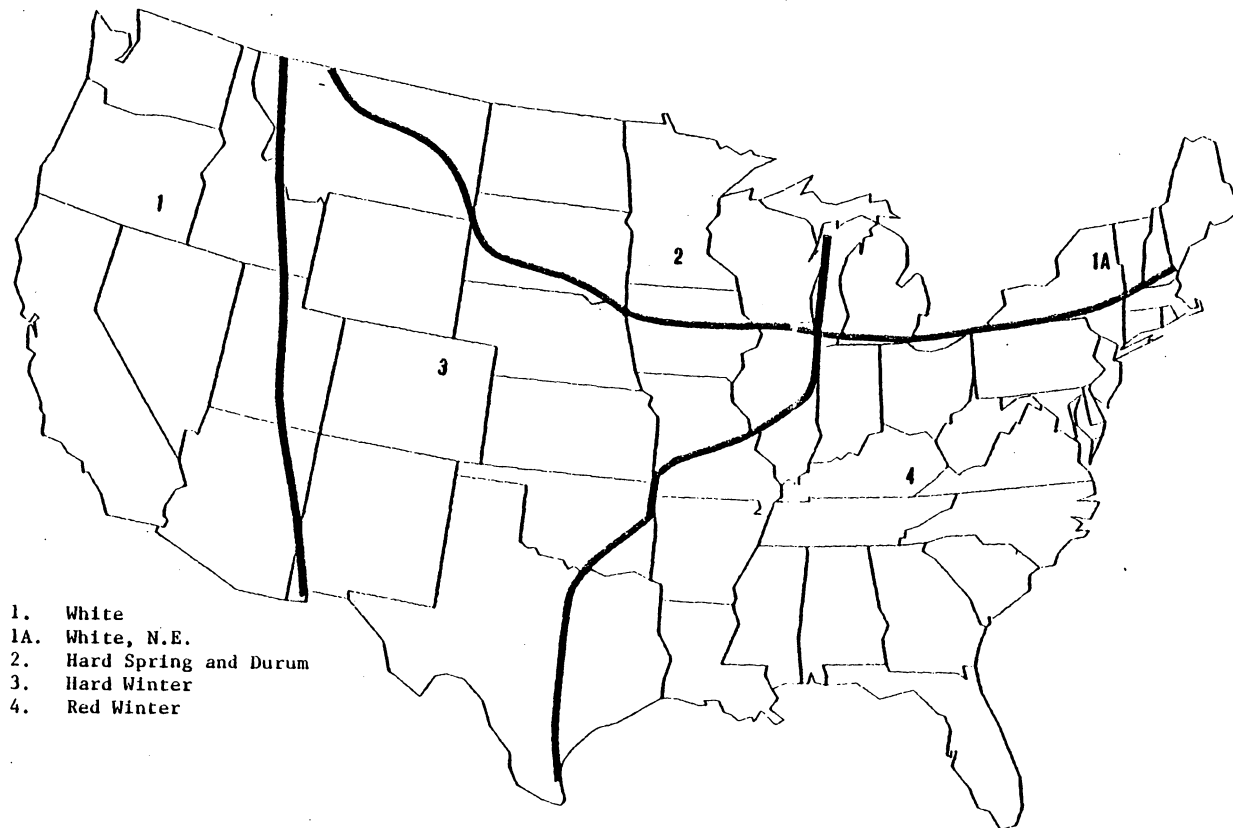 1
2
1A
3
4
1. White
1A. White, N.E.
2. Hard Spring and Durum
3. Hard Winter
4. Red Winter